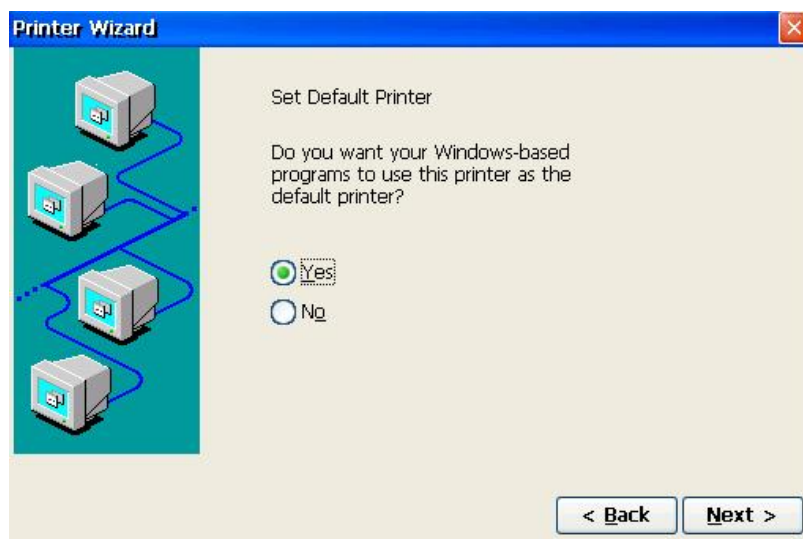 Printer Wizard
Set Default Printer
Do you want your Windows-based
programs to use this printer as the
default printer?
Yes
No
< Back
Next >